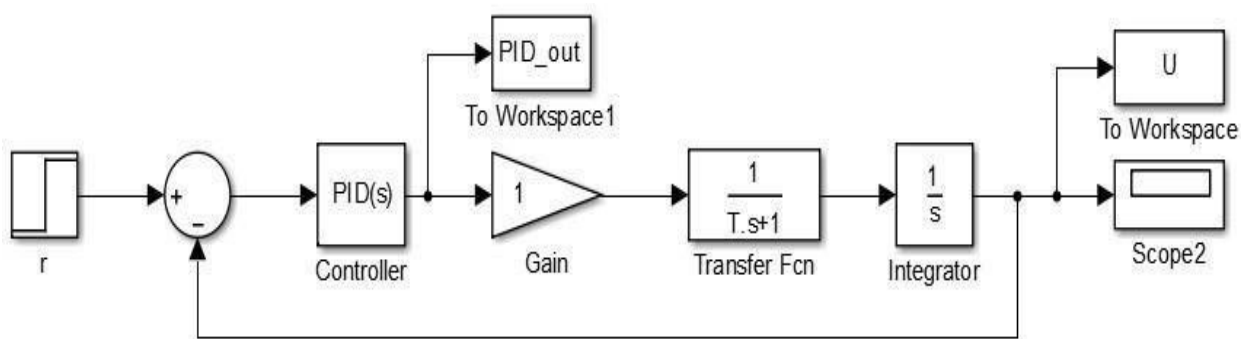 PID_out
To Workspace1
U
To Workspace
r
+
−
PID(s)
Controller
1
Gain
1
T.s+1
Transfer Fcn
1
s
Integrator
Scope2